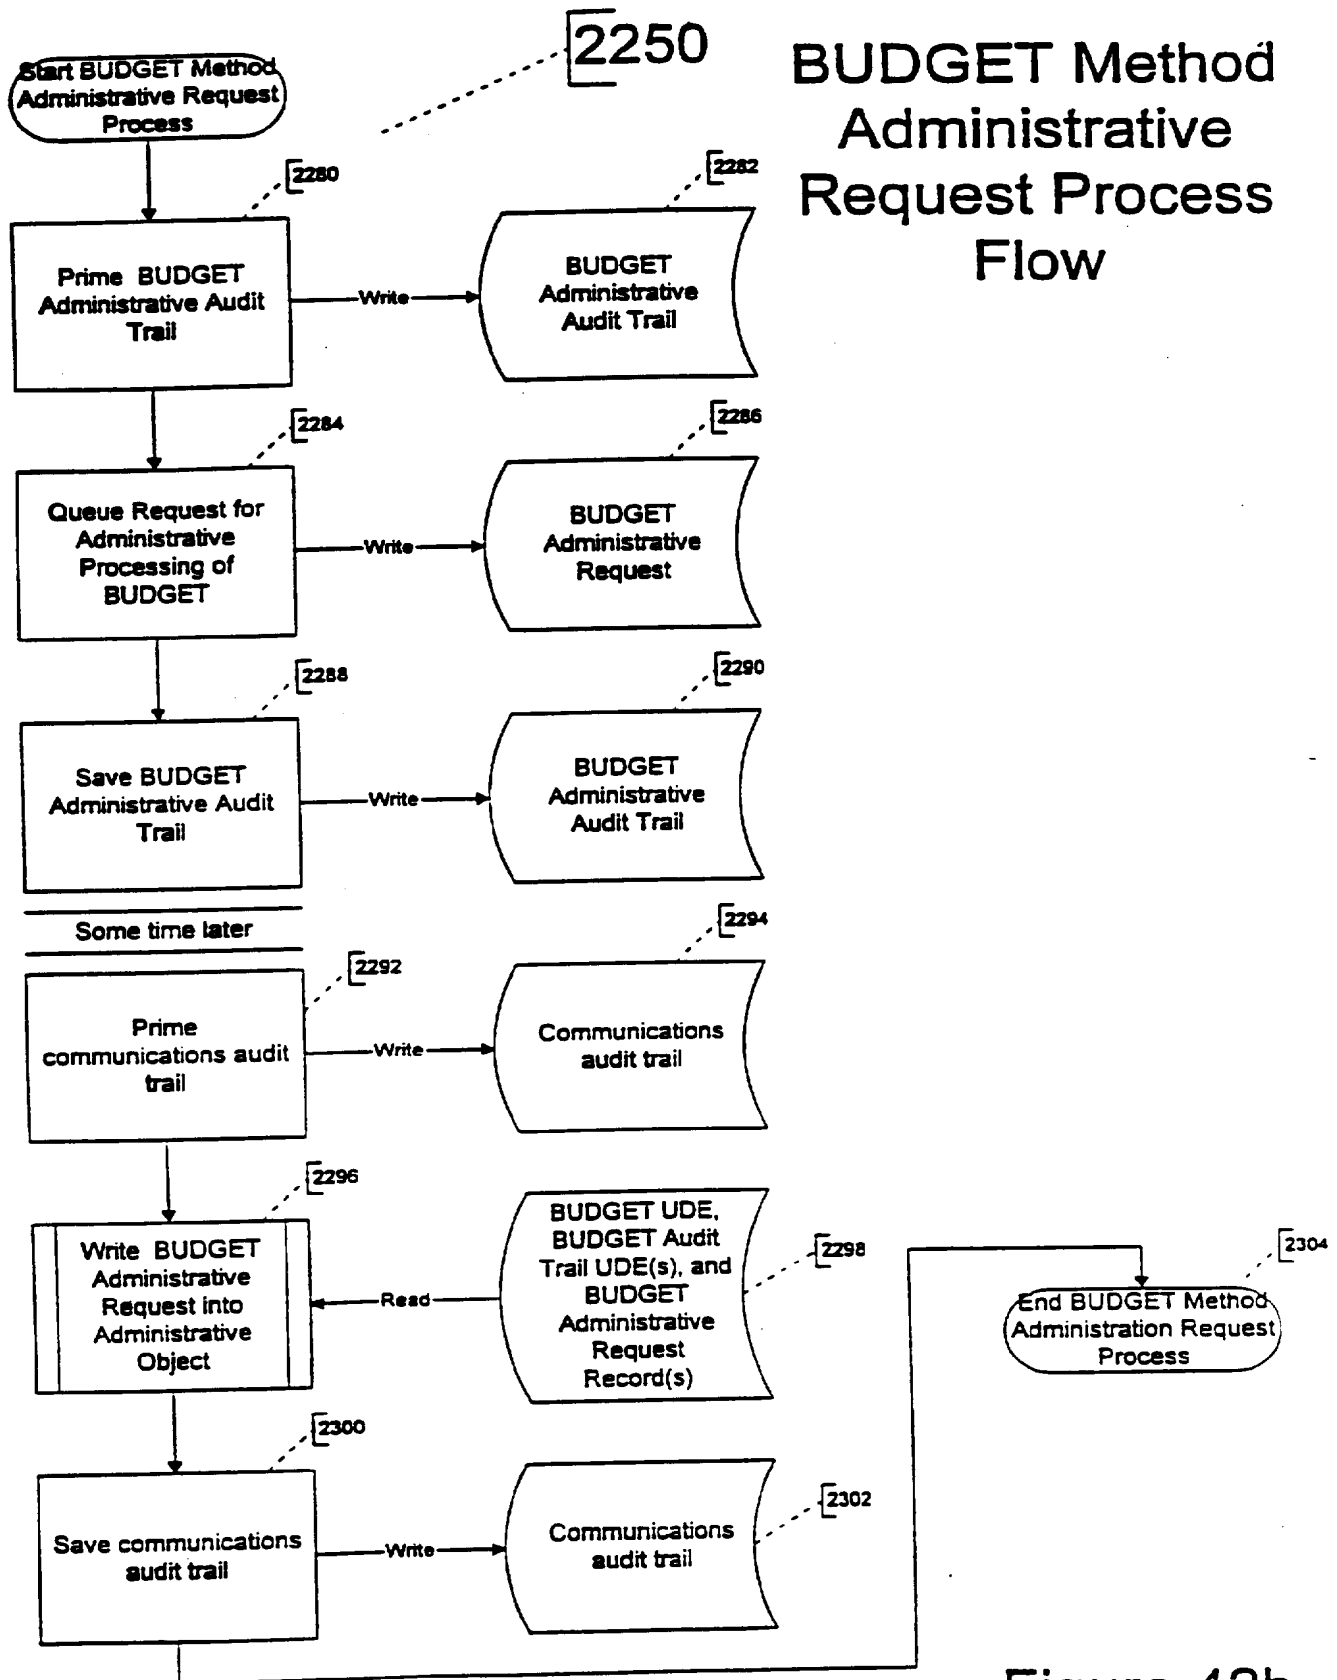 2250
BUDGET Method
Administrative
Request Process
Flow
Start BUDGET Method
Administrative Request
Process
2280
Prime BUDGET
Administrative Audit
Trail
Write
2282
BUDGET
Administrative
Audit Trail
2284
Queue Request for
Administrative
Processing of
BUDGET
Write
2286
BUDGET
Administrative
Request
2288
Save BUDGET
Administrative Audit
Trail
Write
2290
BUDGET
Administrative
Audit Trail
Some time later
2292
Prime
communications audit
trail
Write
2294
Communications
audit trail
2296
Write BUDGET
Administrative
Request into
Administrative
Object
Read
BUDGET UDE,
BUDGET Audit
Trail UDE(s), and
BUDGET
Administrative
Request
Record(s)
2298
2304
End BUDGET Method
Administration Request
Process
2300
Save communications
audit trail
Write
Communications
audit trail
2302